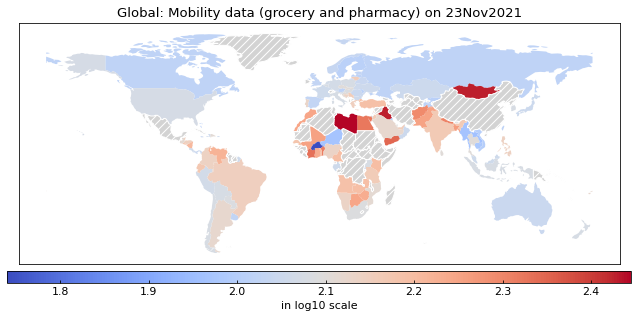 Global: Mobility data (grocery and pharmacy) on 23Nov2021
1.8 1.9 2.0 2.1 2.2 2.3 2.4
in log10 scale